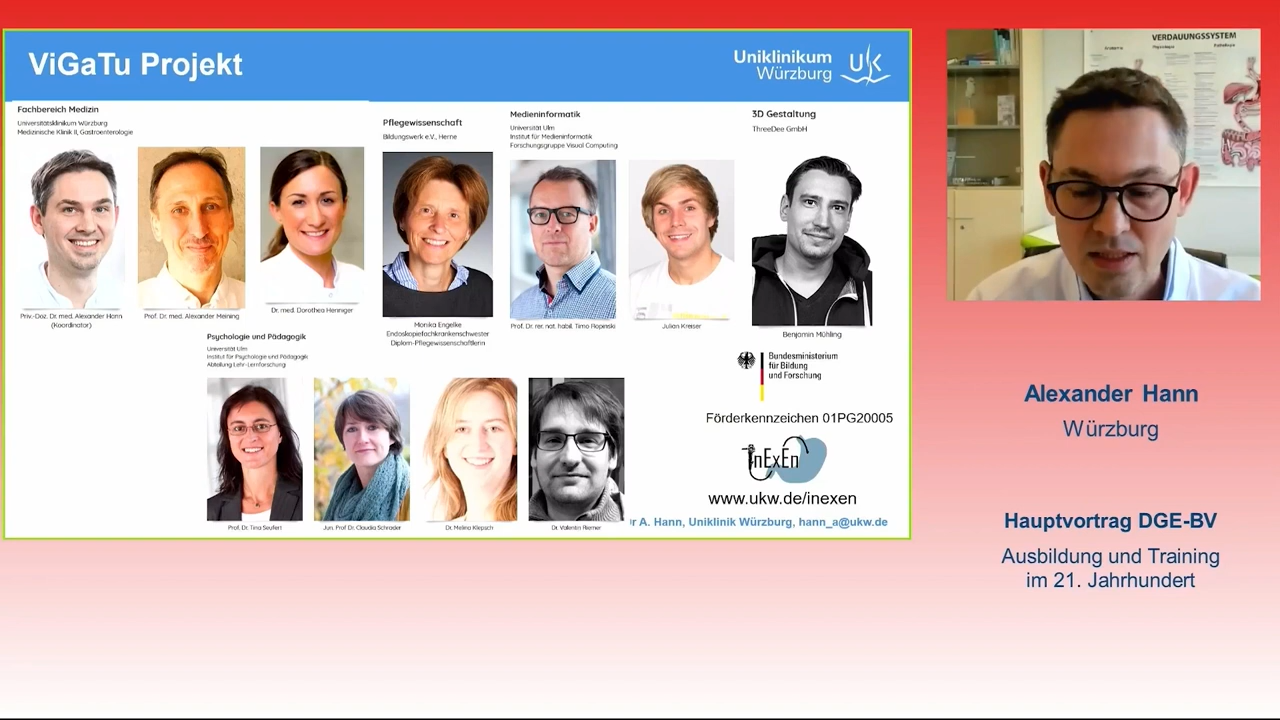 ViGaTu Projekt
Uniklinikum
Würzburg
UK
Fachbereich Medizin
Universitätsklinikum Würzburg
Medizinische Klinik II, Gastroenterologie
Pflegewissenschaft
Bildungswerk e.V., Herne
Medieninformatik
Universität Ulm
Institut für Medieninformatik
Forschungsgruppe Visual Computing
3D Gestaltung
ThreeDee GmbH
Priv.-Doz. Dr. med. Alexander Hann
(Koordinator)
Prof. Dr. med. Alexander Meining
Dr. med. Dorothea Henniger
Monika Engelke
Endoskopiefachkrankenschwester
Diplom-Pflegewissenschaftlerin
Prof. Dr. rer. nat. habil. Timo Ropinski
Julian Kreiser
Benjamin Mühling
Psychologie und Pädagogik
Universität Ulm
Institut für Psychologie und Pädagogik
Abteilung Lehr-Lernforschung
Prof. Dr. Tina Seufert
Jun. Prof. Dr. Claudia Schrader
Dr. Melina Klepsch
Dr. Valentin Riemer
Bundesministerium
für Bildung
und Forschung
Förderkennzeichen 01PG20005
InExEn
www.ukw.de/inexen
r A. Hann, Uniklinik Würzburg, hann_a@ukw.de
VERDAUUNGSSYSTEM
Alexander Hann
Würzburg
Hauptvortrag DGE-BV
Ausbildung und Training
im 21. Jahrhundert